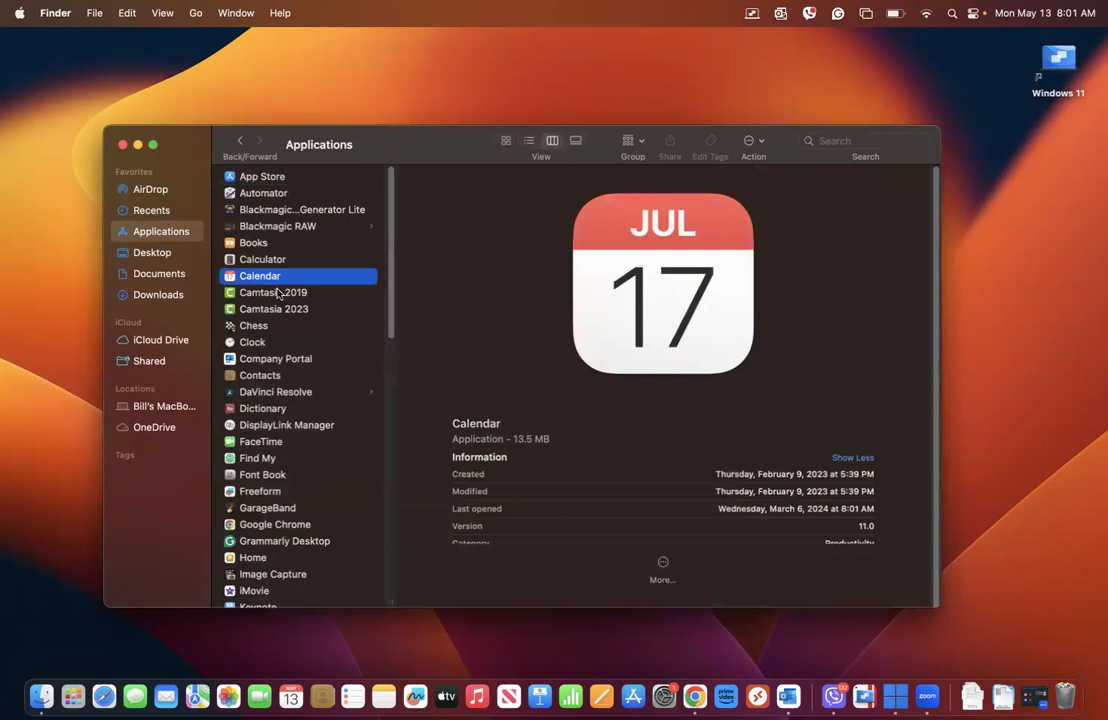 Finder File Edit View Go Window Help Mon May 13 8:01 AM
Windows 11
Applications
Back/Forward
View
Group
Share
Edit Tags
Action
Search
Search
Favorites
AirDrop
Recents
Applications
Desktop
Documents
Downloads
iCloud
iCloud Drive
Shared
Locations
Bill's MacBo...
OneDrive
Tags
App Store
Automator
Blackmagic...Generator Lite
Blackmagic RAW
Books
Calculator
Calendar
Camtasia 2019
Camtasia 2023
Chess
Clock
Company Portal
Contacts
DaVinci Resolve
Dictionary
DisplayLink Manager
FaceTime
Find My
Font Book
Freeform
GarageBand
Google Chrome
Grammarly Desktop
Home
Image Capture
iMovie
Keynote
JUL
17
Calendar
Application – 13.5 MB
Information Show Less
Created Thursday, February 9, 2023 at 5:39 PM
Modified Thursday, February 9, 2023 at 5:39 PM
Last opened Wednesday, March 6, 2024 at 8:01 AM
Version 11.0
Category Productivity
More...
MAY
13
tv
zoom